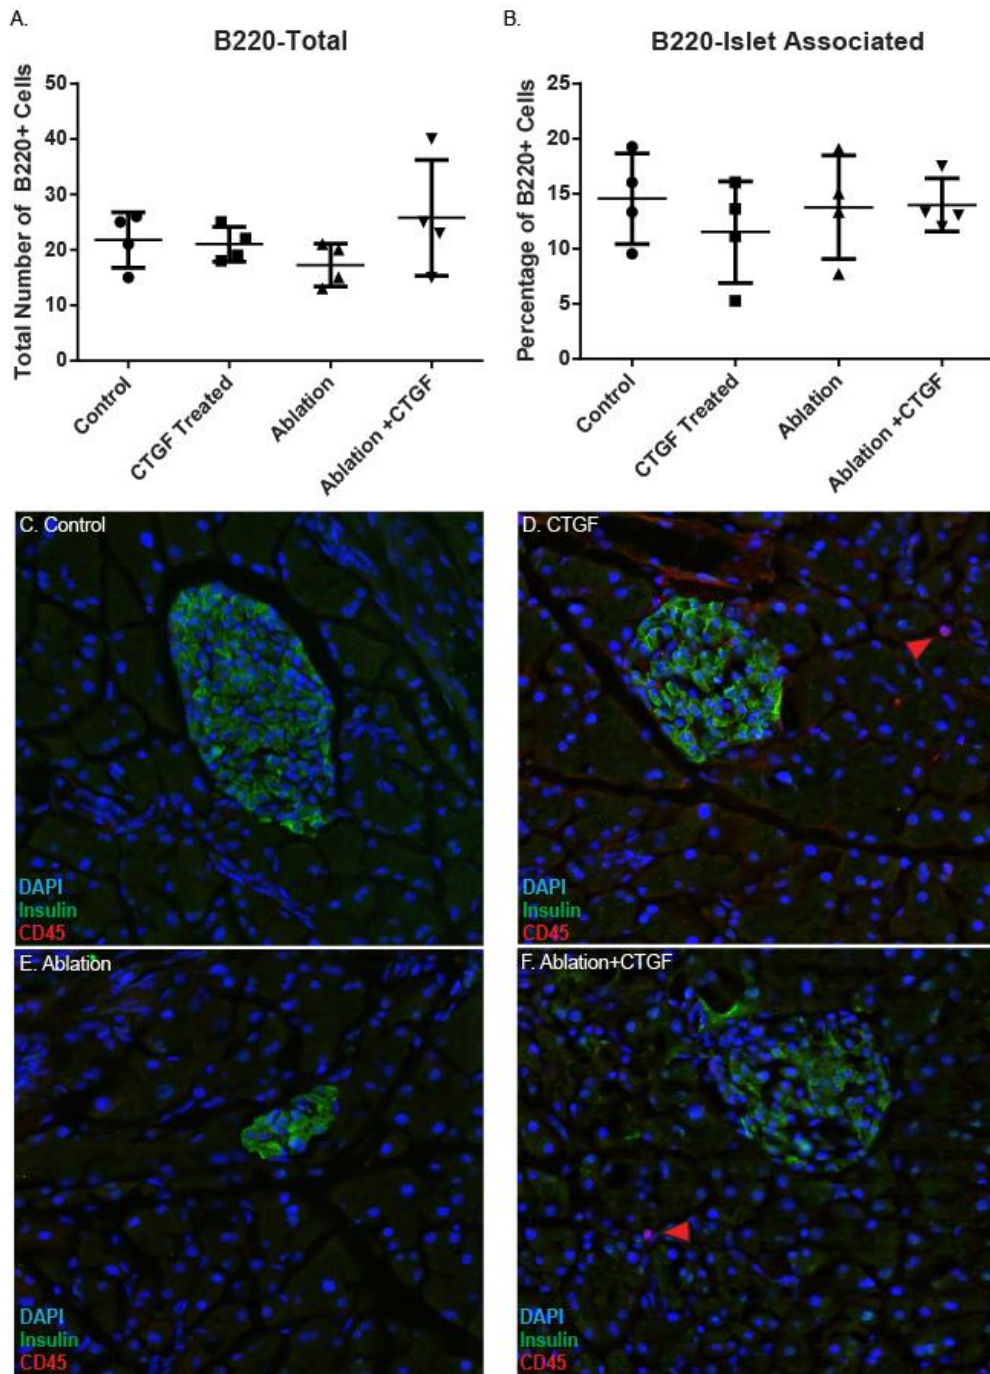 A.
B220-Total
Total Number of B220+ Cells
50
40
30
20
10
0
Control
CTGF Treated
Ablation
Ablation +CTGF
B.
B220-Islet Associated
Percentage of B220+ Cells
25
20
15
10
5
0
Control
CTGF Treated
Ablation
Ablation +CTGF
C. Control
DAPI
Insulin
CD45
D. CTGF
DAPI
Insulin
CD45
E. Ablation
DAPI
Insulin
CD45
F. Ablation+CTGF
DAPI
Insulin
CD45